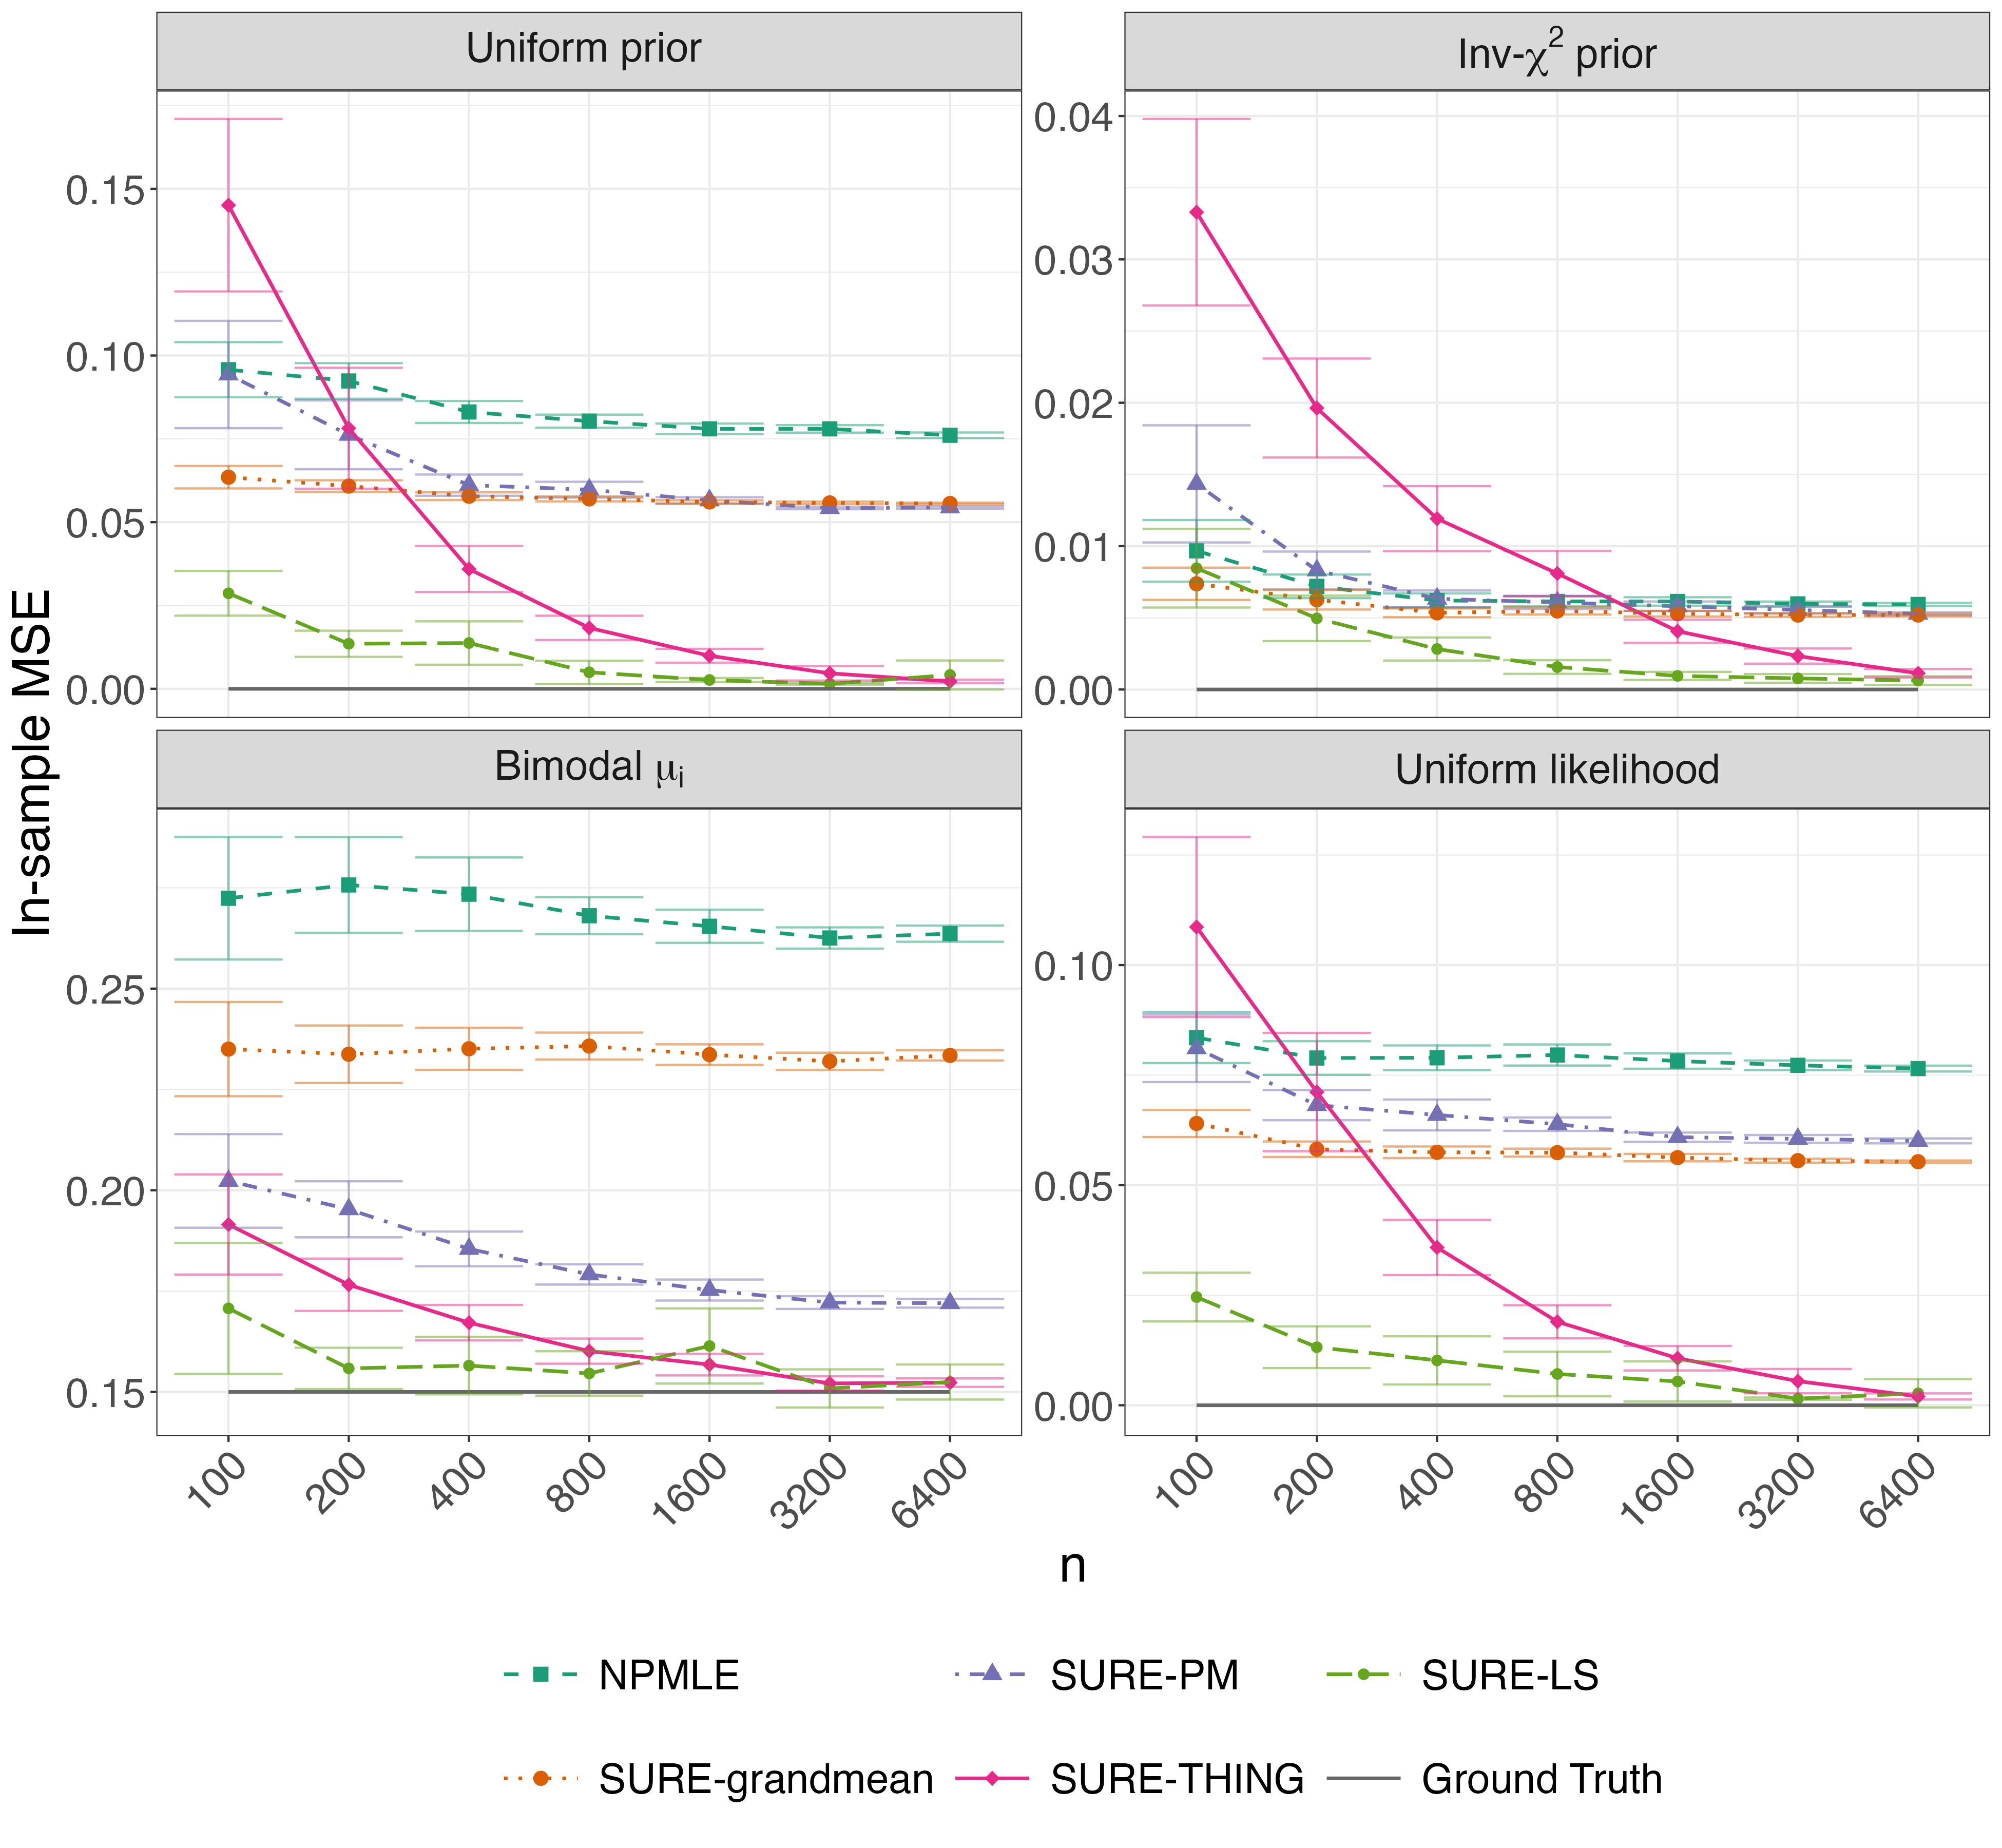 Uniform prior
Inv-χ² prior
0.15
0.10
0.05
0.00
0.04
0.03
0.02
0.01
0.00
In-sample MSE
Bimodal μᵢ
Uniform likelihood
0.25
0.20
0.15
0.10
0.05
0.00
100 200 400 800 1600 3200 6400
100 200 400 800 1600 3200 6400
n
NPMLE SURE-PM SURE-LS
SURE-grandmean SURE-THING Ground Truth